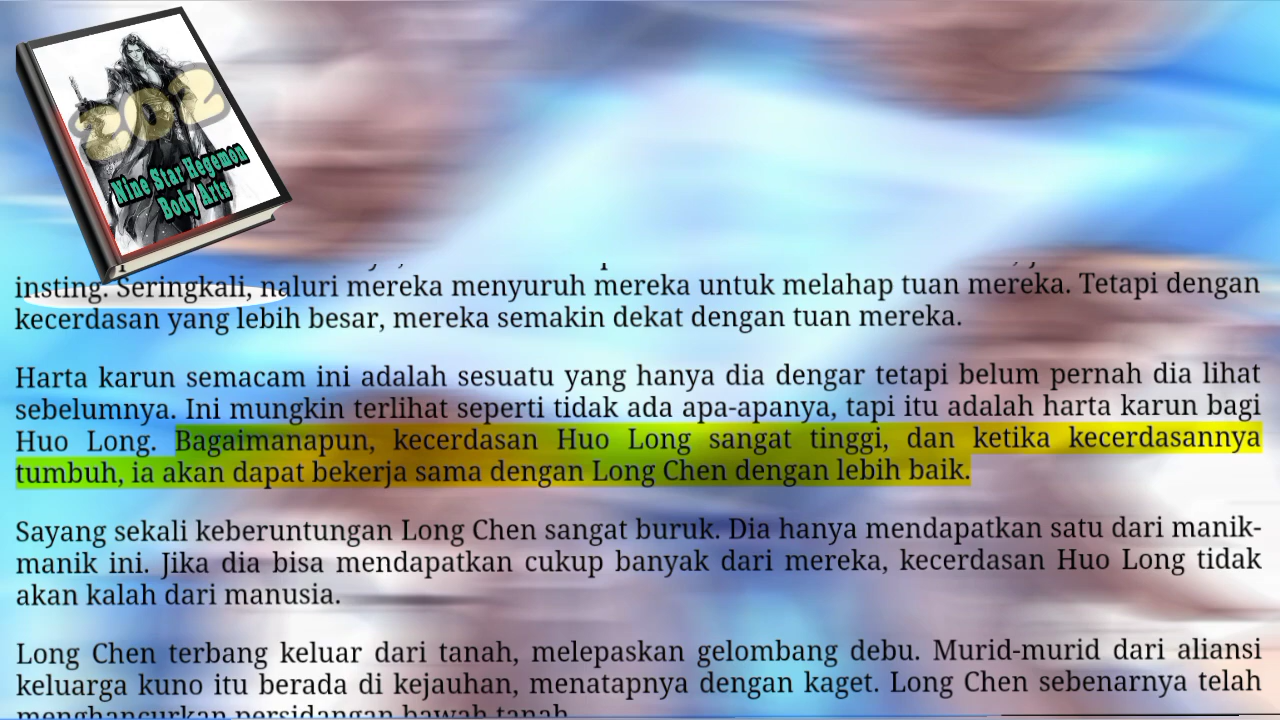 202
Nine Star Hegemon
Body Arts
insting. Seringkali, naluri mereka menyuruh mereka untuk melahap tuan mereka. Tetapi dengan
kecerdasan yang lebih besar, mereka semakin dekat dengan tuan mereka.
Harta karun semacam ini adalah sesuatu yang hanya dia dengar tetapi belum pernah dia lihat
sebelumnya. Ini mungkin terlihat seperti tidak ada apa-apanya, tapi itu adalah harta karun bagi
Huo Long. Bagaimanapun, kecerdasan Huo Long sangat tinggi, dan ketika kecerdasannya
tumbuh, ia akan dapat bekerja sama dengan Long Chen dengan lebih baik.
Sayang sekali keberuntungan Long Chen sangat buruk. Dia hanya mendapatkan satu dari manik-
manik ini. Jika dia bisa mendapatkan cukup banyak dari mereka, kecerdasan Huo Long tidak
akan kalah dari manusia.
Long Chen terbang keluar dari tanah, melepaskan gelombang debu. Murid-murid dari aliansi
keluarga kuno itu berada di kejauhan, menatapnya dengan kaget. Long Chen sebenarnya telah
menghancurkan persidangan bawah tanah.